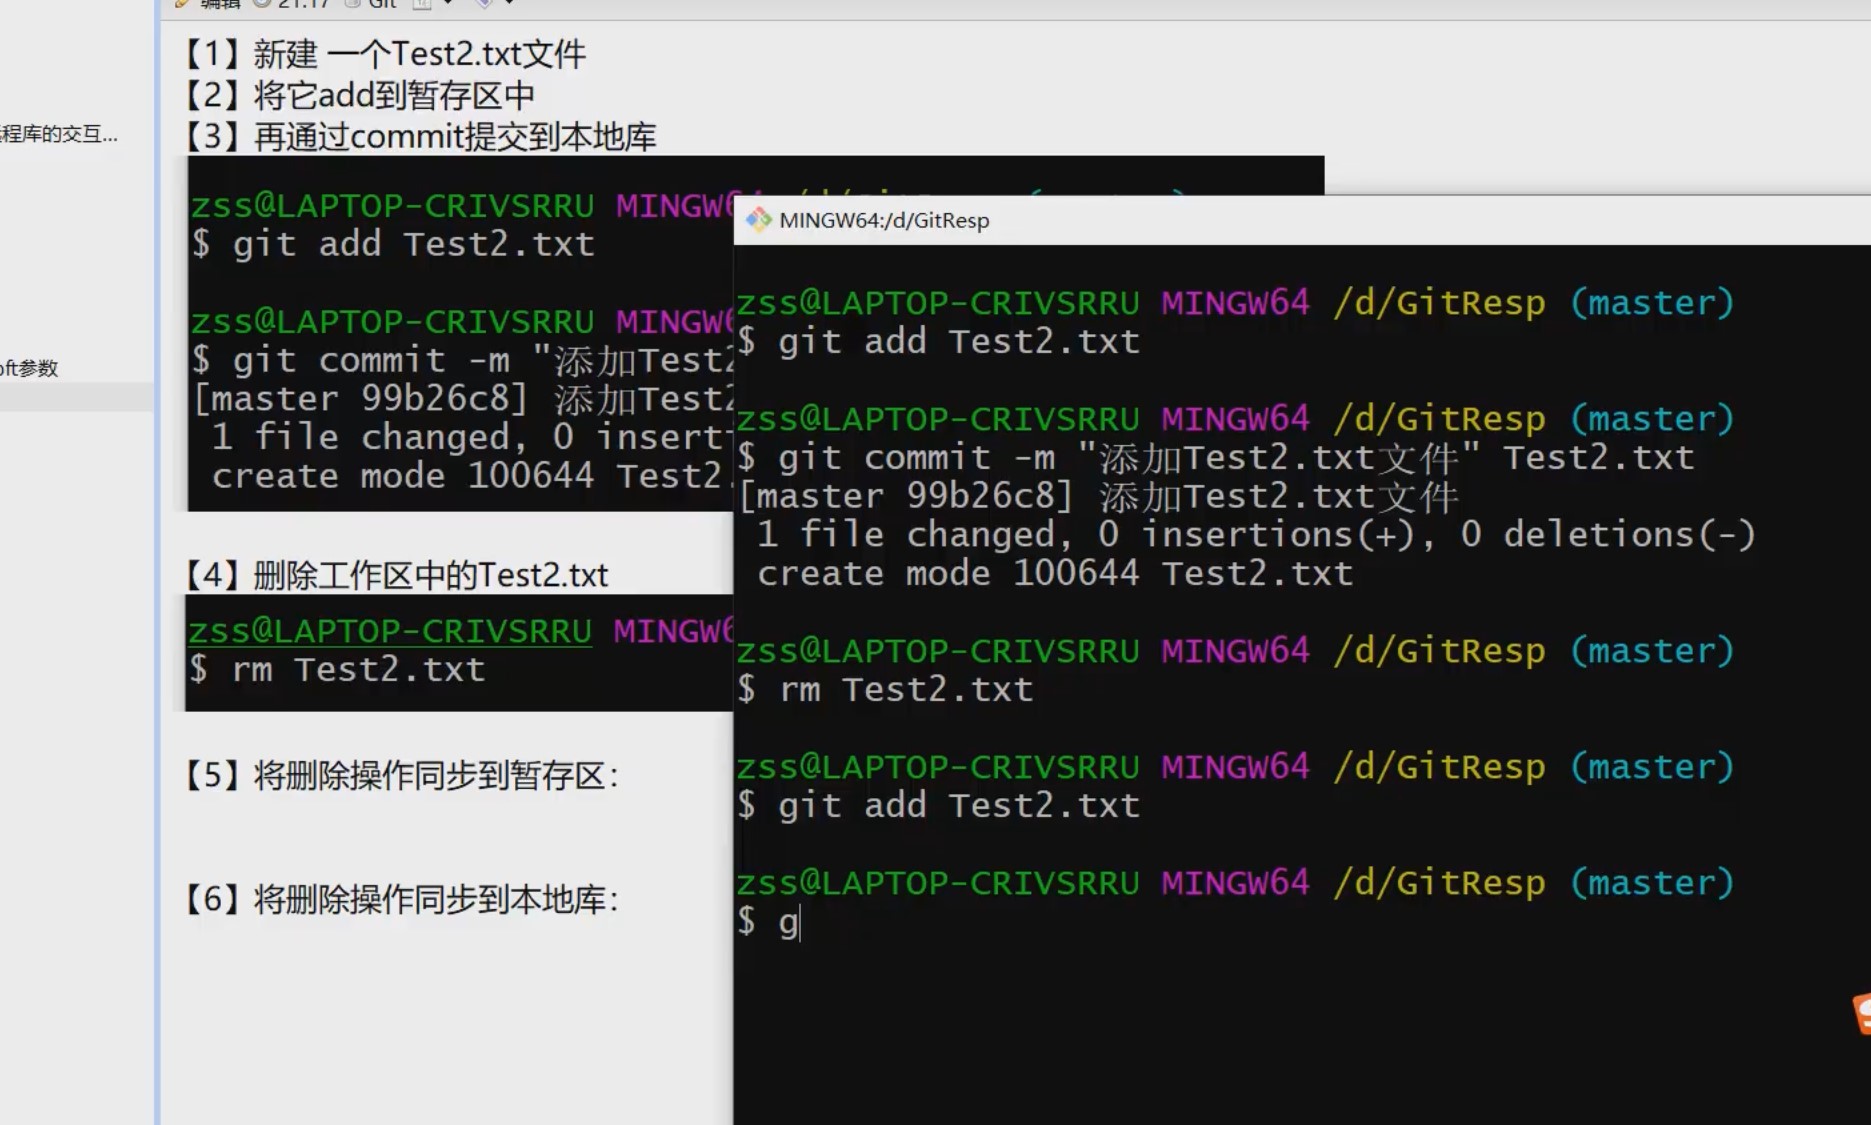 编辑 21:17 Git
程库的交互...
oft参数
【1】新建 一个Test2.txt文件
【2】将它add到暂存区中
【3】再通过commit提交到本地库
zss@LAPTOP-CRIVSRRU MINGW6
$ git add Test2.txt
zss@LAPTOP-CRIVSRRU MINGW6
$ git commit -m "添加Test2
[master 99b26c8] 添加Test2
1 file changed, 0 insert
create mode 100644 Test2.
【4】删除工作区中的Test2.txt
zss@LAPTOP-CRIVSRRU MINGW6
$ rm Test2.txt
【5】将删除操作同步到暂存区:
【6】将删除操作同步到本地库:
MINGW64:/d/GitResp
zss@LAPTOP-CRIVSRRU MINGW64 /d/GitResp (master)
$ git add Test2.txt
zss@LAPTOP-CRIVSRRU MINGW64 /d/GitResp (master)
$ git commit -m "添加Test2.txt文件" Test2.txt
[master 99b26c8] 添加Test2.txt文件
1 file changed, 0 insertions(+), 0 deletions(-)
create mode 100644 Test2.txt
zss@LAPTOP-CRIVSRRU MINGW64 /d/GitResp (master)
$ rm Test2.txt
zss@LAPTOP-CRIVSRRU MINGW64 /d/GitResp (master)
$ git add Test2.txt
zss@LAPTOP-CRIVSRRU MINGW64 /d/GitResp (master)
$ g